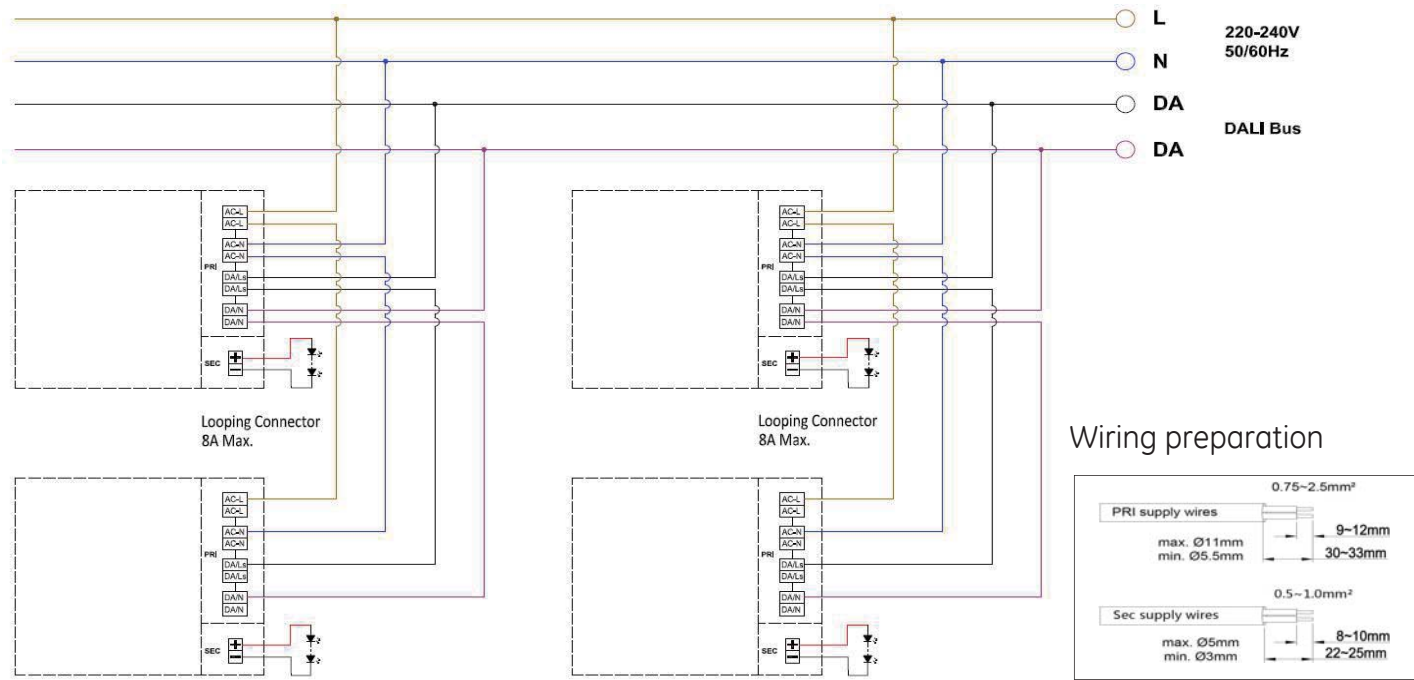 L
220-240V
50/60Hz
N
DA
DALI Bus
DA
AC-L
AC-L
AC-N
AC-N
PRI
DA/Ls
DA/Ls
DA/N
DA/N
SEC
+
−
Looping Connector
8A Max.
AC-L
AC-L
AC-N
AC-N
PRI
DA/Ls
DA/Ls
DA/N
DA/N
SEC
+
−
Looping Connector
8A Max.
AC-L
AC-L
AC-N
AC-N
PRI
DA/Ls
DA/Ls
DA/N
DA/N
SEC
+
−
AC-L
AC-L
AC-N
AC-N
PRI
DA/Ls
DA/Ls
DA/N
DA/N
SEC
+
−
Wiring preparation
0.75~2.5mm²
PRI supply wires
9~12mm
max. Ø11mm
min. Ø5.5mm
30~33mm
0.5~1.0mm²
Sec supply wires
8~10mm
max. Ø5mm
min. Ø3mm
22~25mm